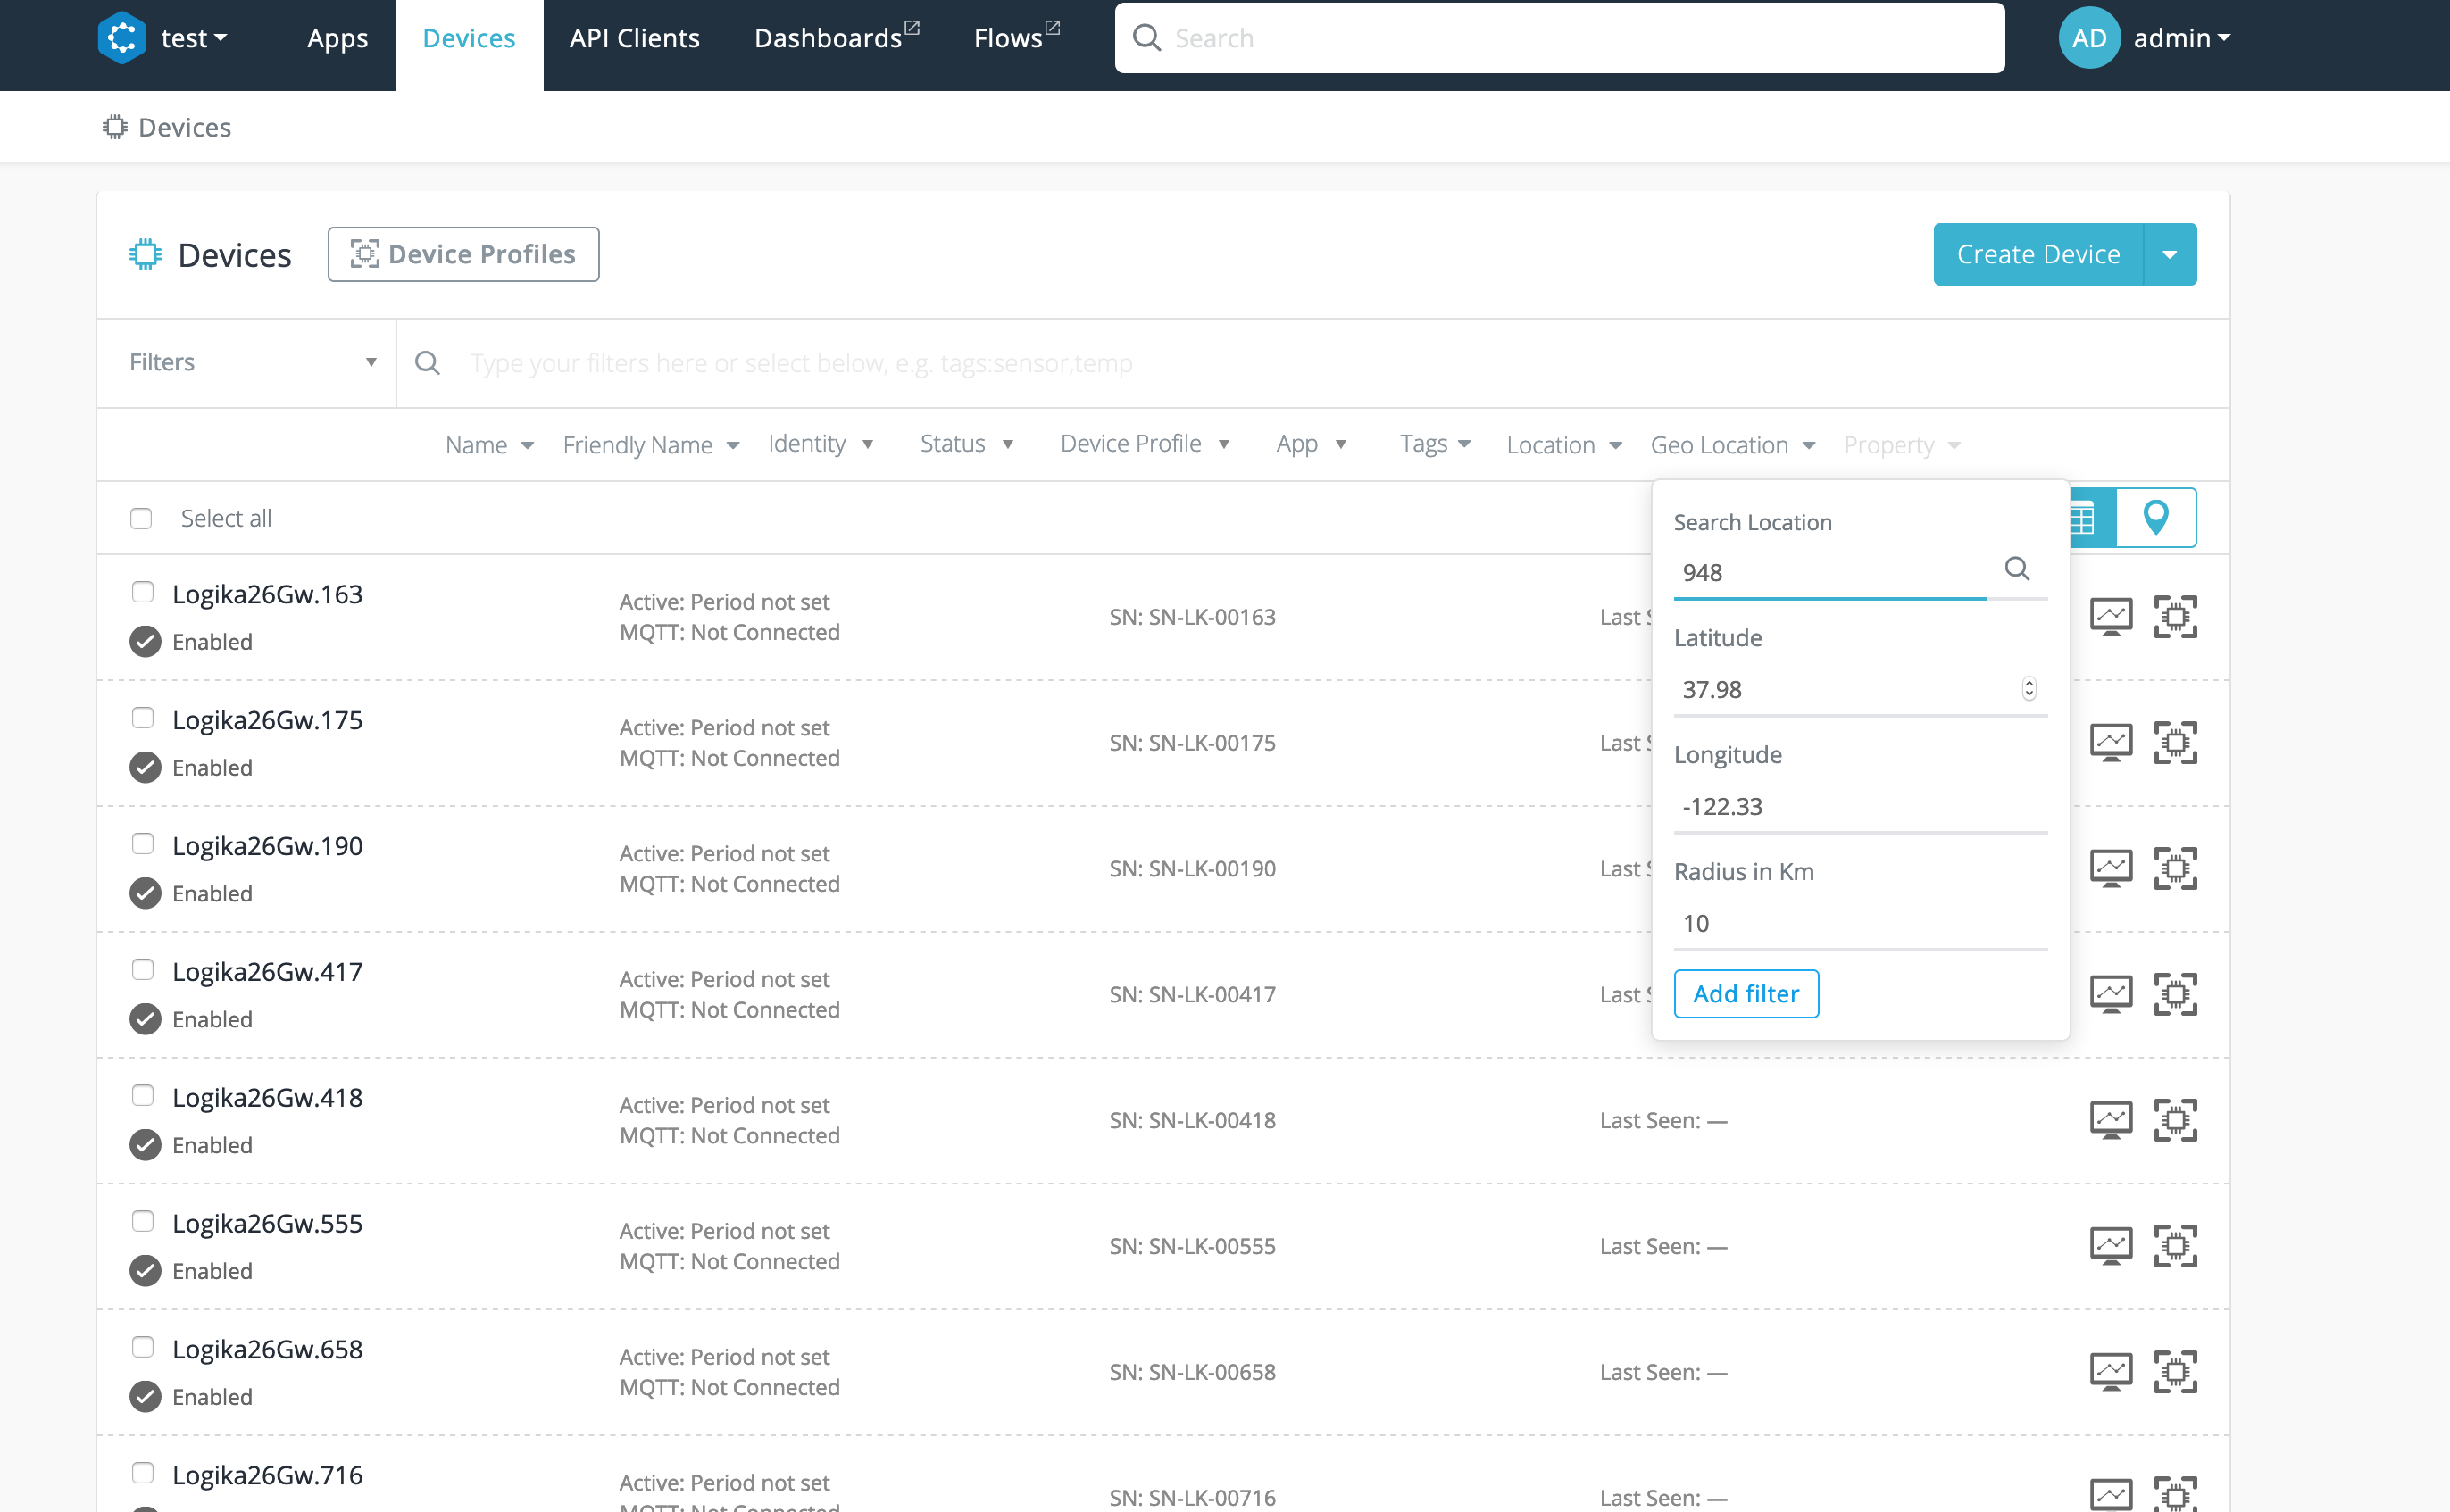 test Apps Devices API Clients Dashboards Flows Search AD admin
Devices
Devices Device Profiles Create Device
Filters Type your filters here or select below, e.g. tags:sensor,temp
Name Friendly Name Identity Status Device Profile App Tags Location Geo Location Property
Select all
Search Location
948
Latitude
37.98
Longitude
-122.33
Radius in Km
10
Add filter
Logika26Gw.163
Enabled
Active: Period not set
MQTT: Not Connected
SN: SN-LK-00163
Last
Logika26Gw.175
Enabled
Active: Period not set
MQTT: Not Connected
SN: SN-LK-00175
Last
Logika26Gw.190
Enabled
Active: Period not set
MQTT: Not Connected
SN: SN-LK-00190
Last
Logika26Gw.417
Enabled
Active: Period not set
MQTT: Not Connected
SN: SN-LK-00417
Last
Logika26Gw.418
Enabled
Active: Period not set
MQTT: Not Connected
SN: SN-LK-00418
Last Seen: —
Logika26Gw.555
Enabled
Active: Period not set
MQTT: Not Connected
SN: SN-LK-00555
Last Seen: —
Logika26Gw.658
Enabled
Active: Period not set
MQTT: Not Connected
SN: SN-LK-00658
Last Seen: —
Logika26Gw.716
Active: Period not set
MQTT: Not Connected
SN: SN-LK-00716
Last Seen: —